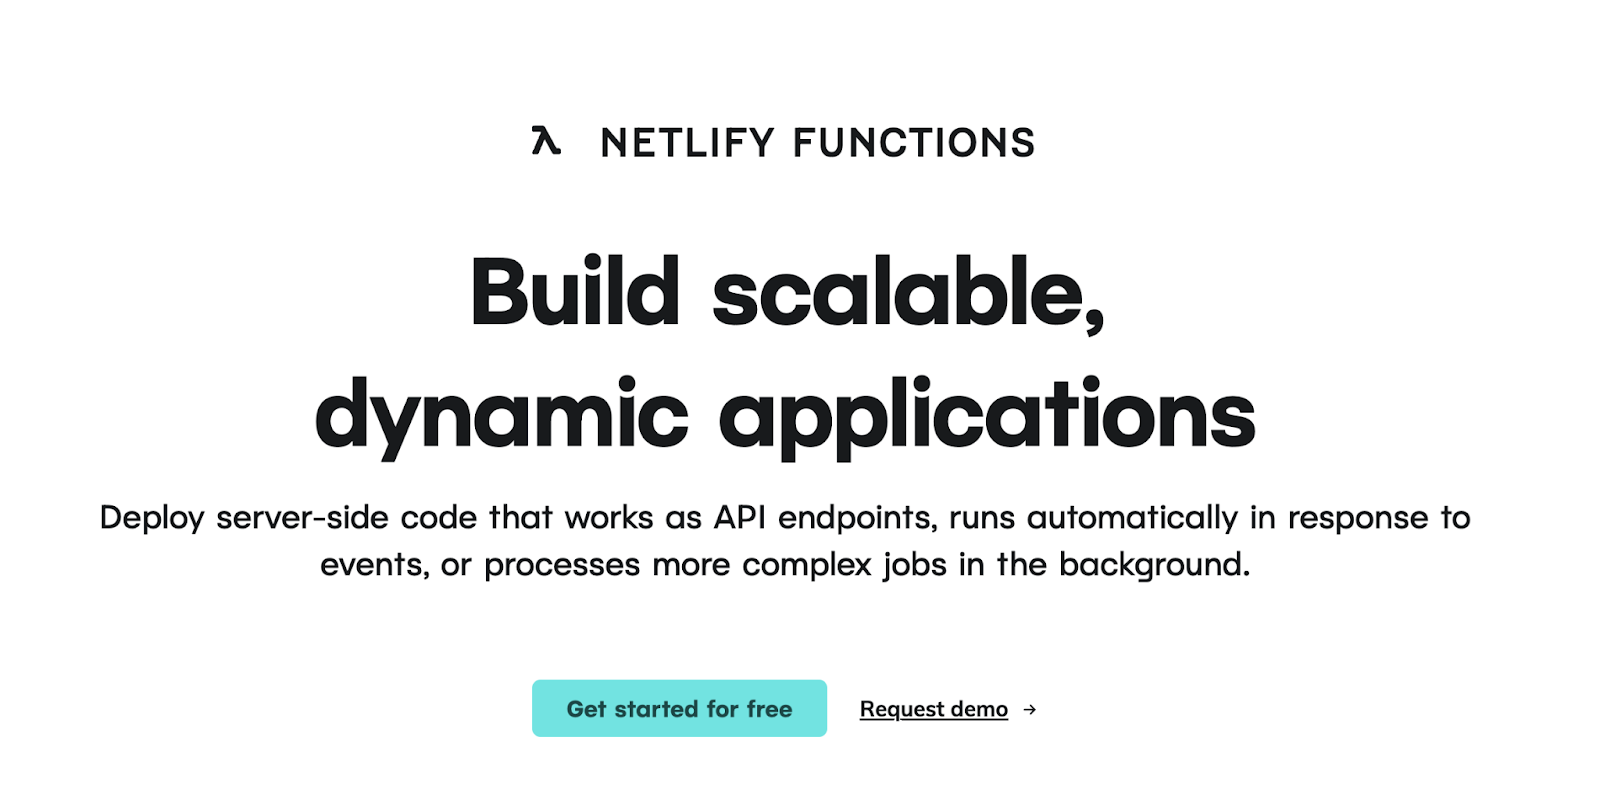 λ NETLIFY FUNCTIONS
Build scalable,
dynamic applications
Deploy server-side code that works as API endpoints, runs automatically in response to
events, or processes more complex jobs in the background.
Get started for free
Request demo →